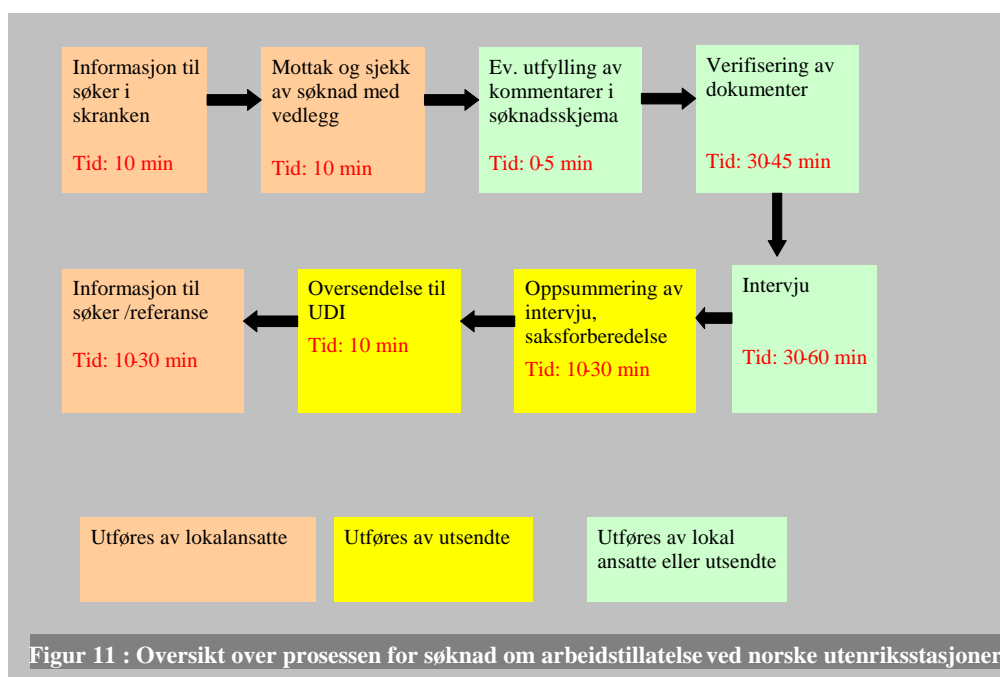 Informasjon til
søker i
skranken
Tid: 10 min
Mottak og sjekk
av søknad med
vedlegg
Tid: 10 min
Ev. utfylling av
kommentarer i
søknadsskjema
Tid: 0-5 min
Verifisering av
dokumenter
Tid: 30-45 min
Intervju
Tid: 30-60 min
Oppsummering av
intervju,
saksforberedelse
Tid: 10-30 min
Oversendelse til
UDI
Tid: 10 min
Informasjon til
søker /referanse
Tid: 10-30 min
Utføres av lokalansatte
Utføres av utsendte
Utføres av lokal
ansatte eller utsendte
Figur 11 : Oversikt over prosessen for søknad om arbeidstillatelse ved norske utenriksstasjoner